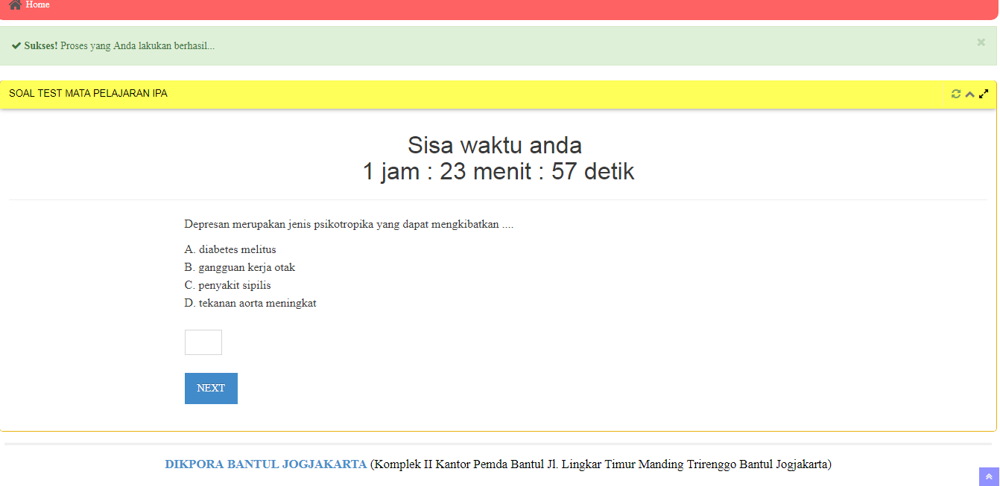 Home
Sukses! Proses yang Anda lakukan berhasil...
SOAL TEST MATA PELAJARAN IPA
Sisa waktu anda
1 jam : 23 menit : 57 detik
Depresan merupakan jenis psikotropika yang dapat mengkibatkan ....
A. diabetes melitus
B. gangguan kerja otak
C. penyakit sipilis
D. tekanan aorta meningkat
NEXT
DIKPORA BANTUL JOGJAKARTA (Komplek II Kantor Pemda Bantul Jl. Lingkar Timur Manding Trirenggo Bantul Jogjakarta)